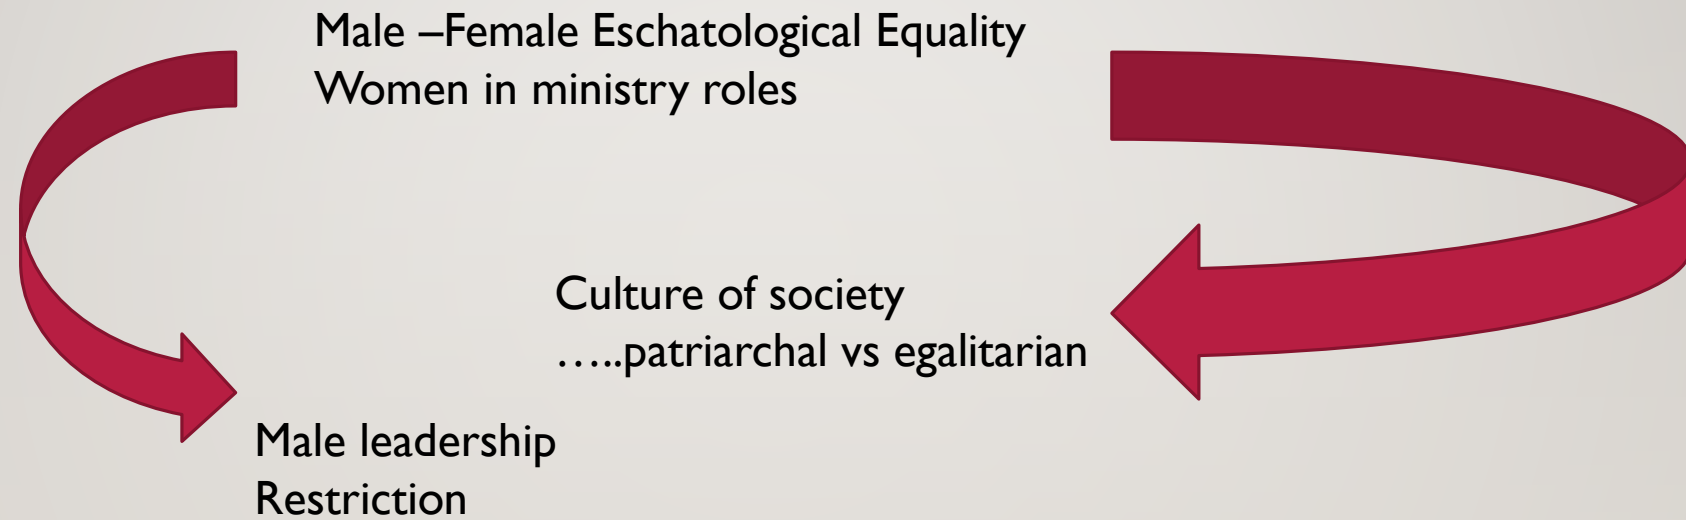 Male –Female Eschatological Equality
Women in ministry roles
Culture of society
…..patriarchal vs egalitarian
Male leadership
Restriction